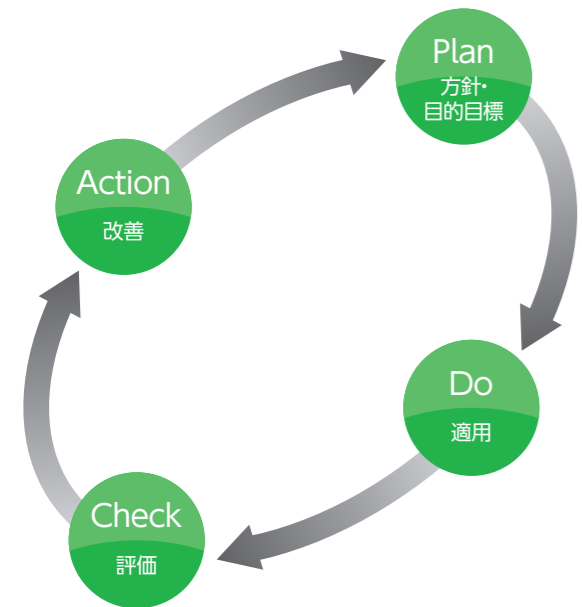 Plan
方針・
目的目標
Do
適用
Check
評価
Action
改善